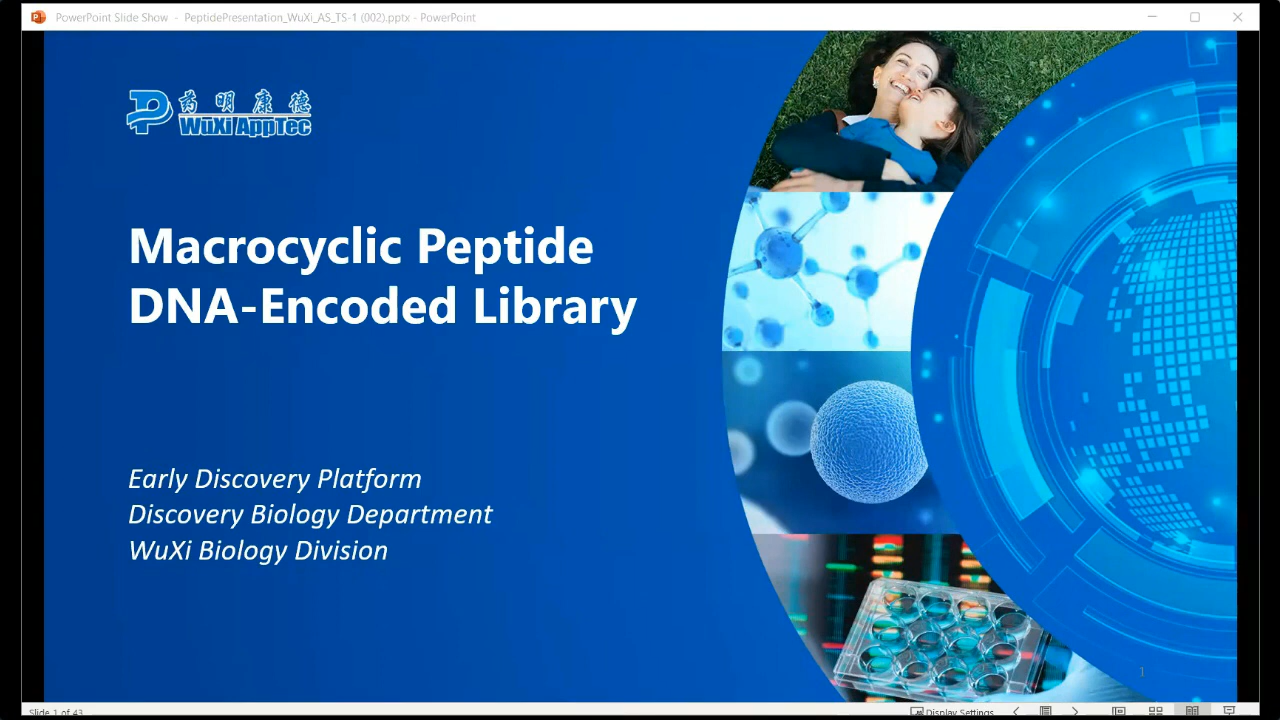 PowerPoint Slide Show - PeptidePresentation_WuXi_AS_TS-1 (002).pptx - PowerPoint
药明康德
WuXi AppTec
Macrocyclic Peptide
DNA-Encoded Library
Early Discovery Platform
Discovery Biology Department
WuXi Biology Division
1
Slide 1 of 43
Display Settings